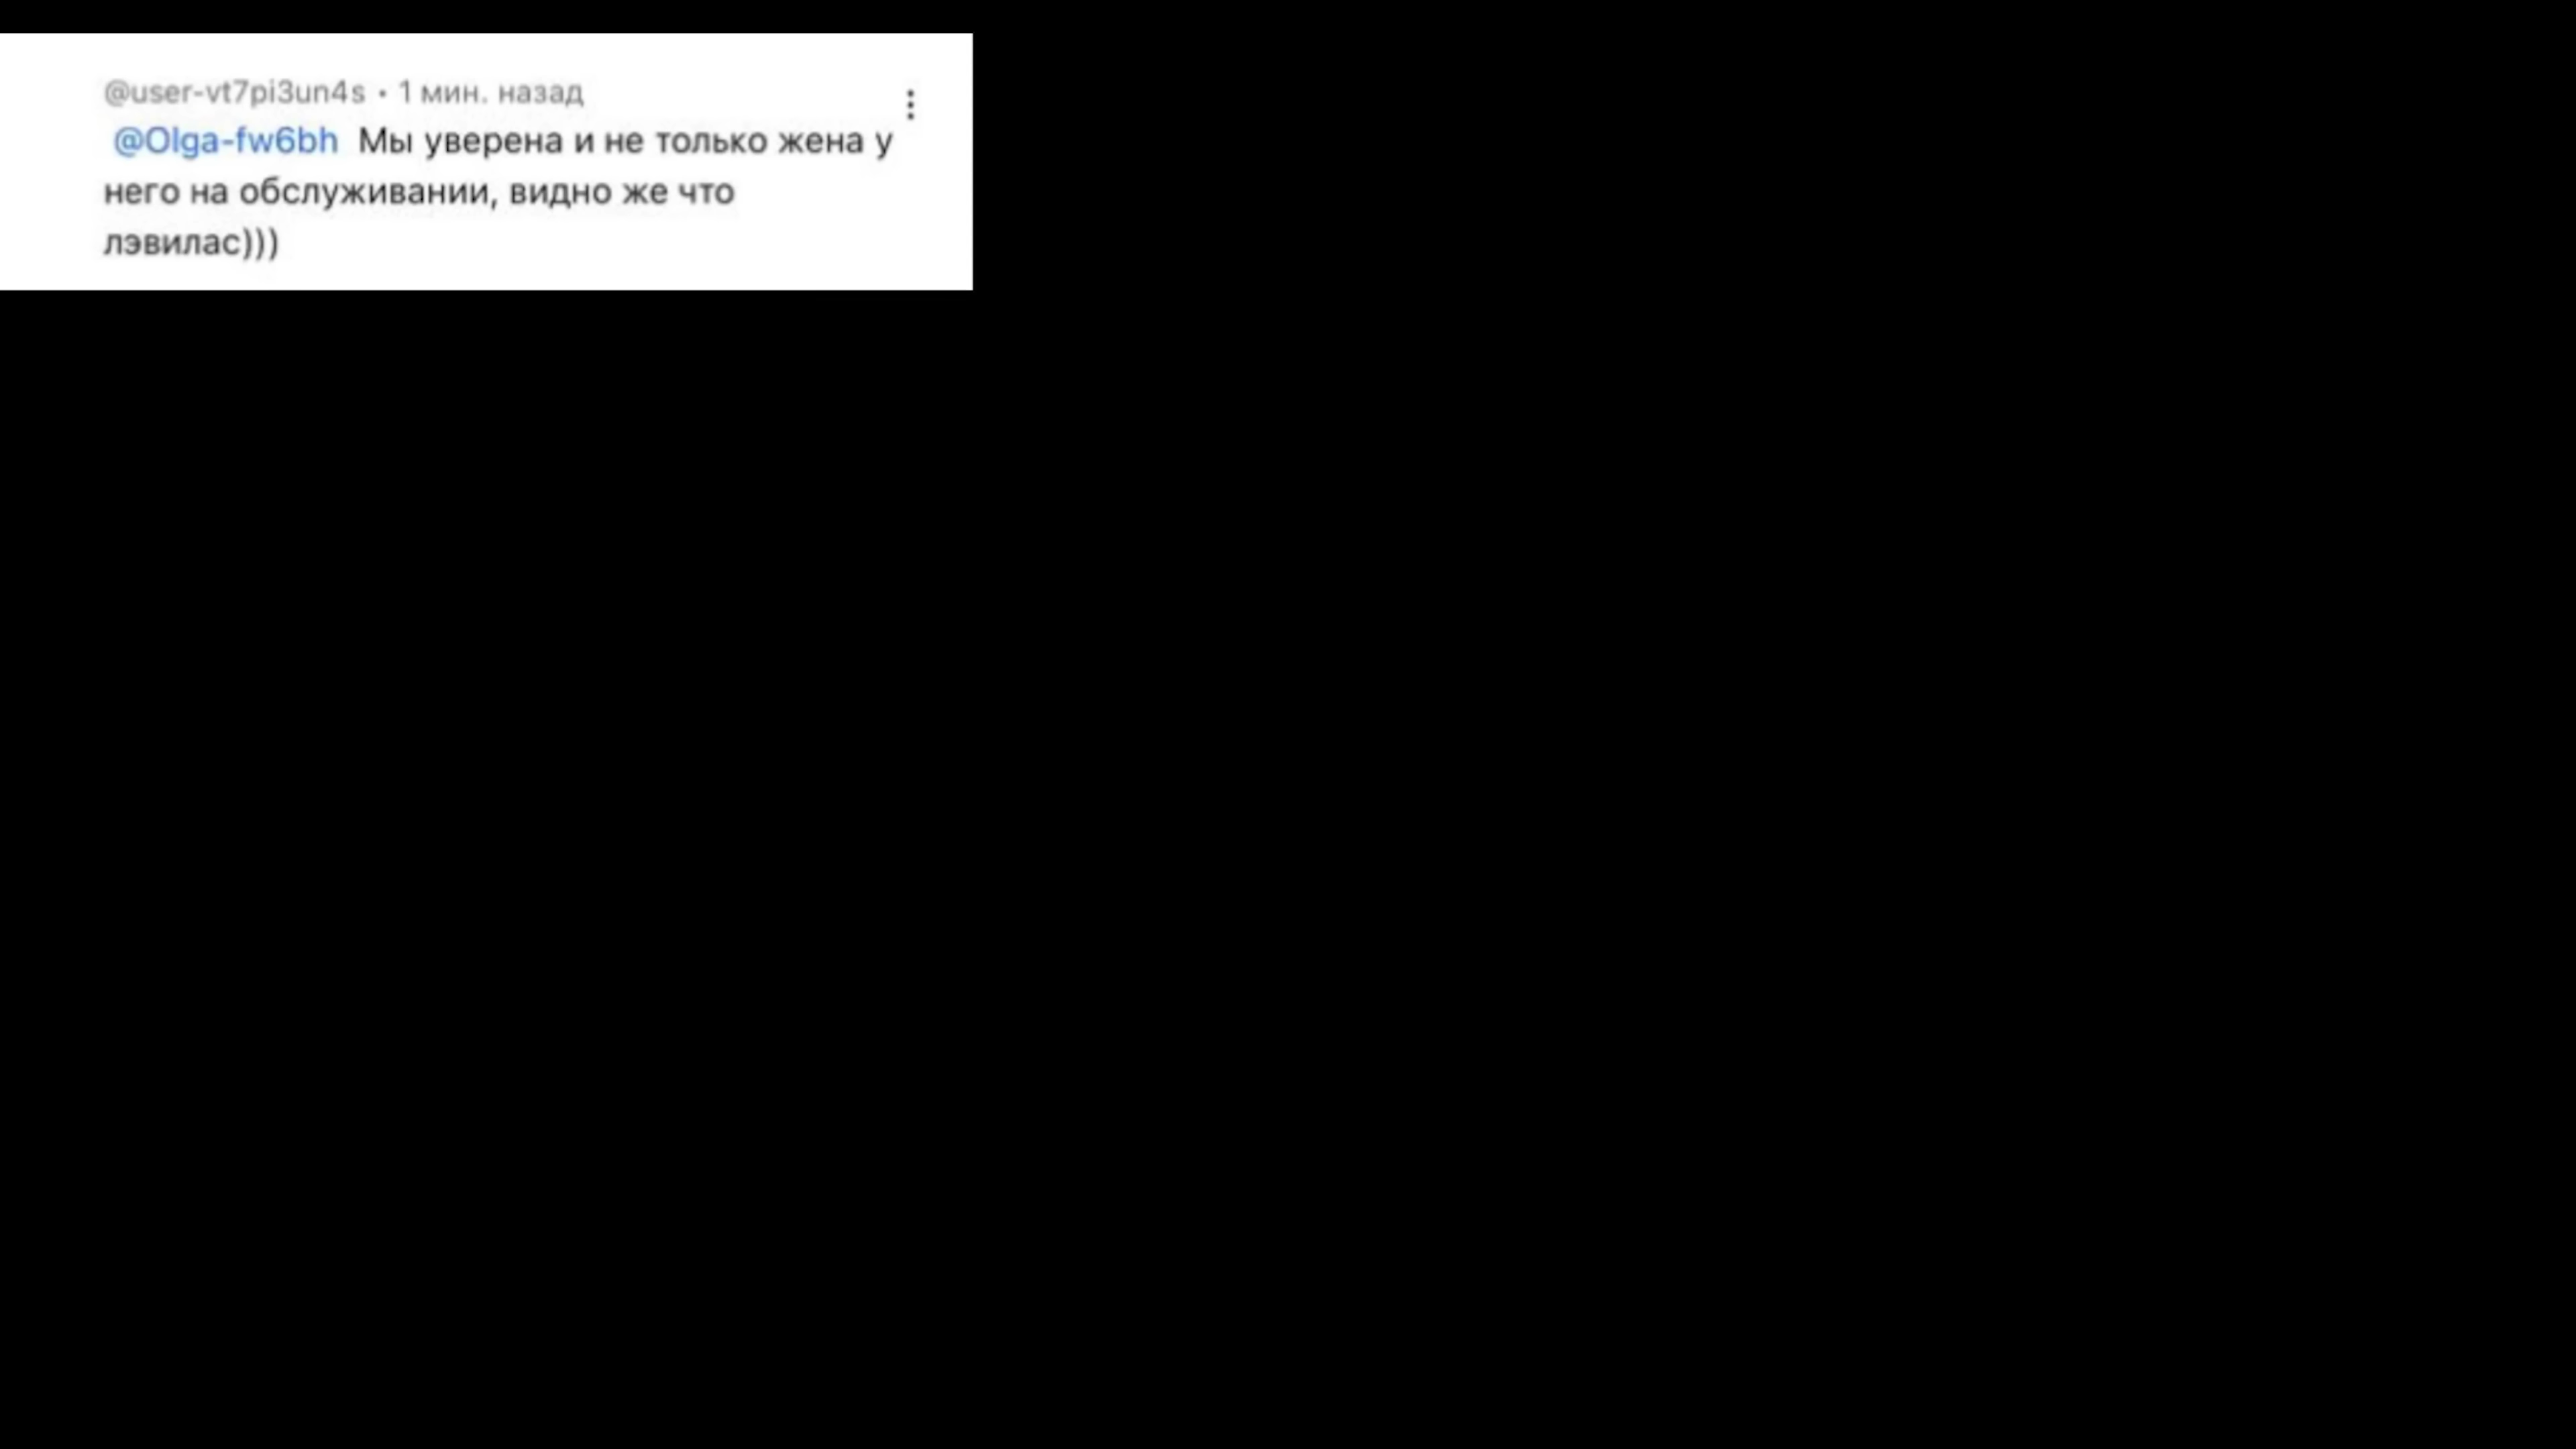 @user-vt7pi3un4s • 1 мин. назад
@Olga-fw6bh Мы уверена и не только жена у
него на обслуживании, видно же что
лэвилас)))